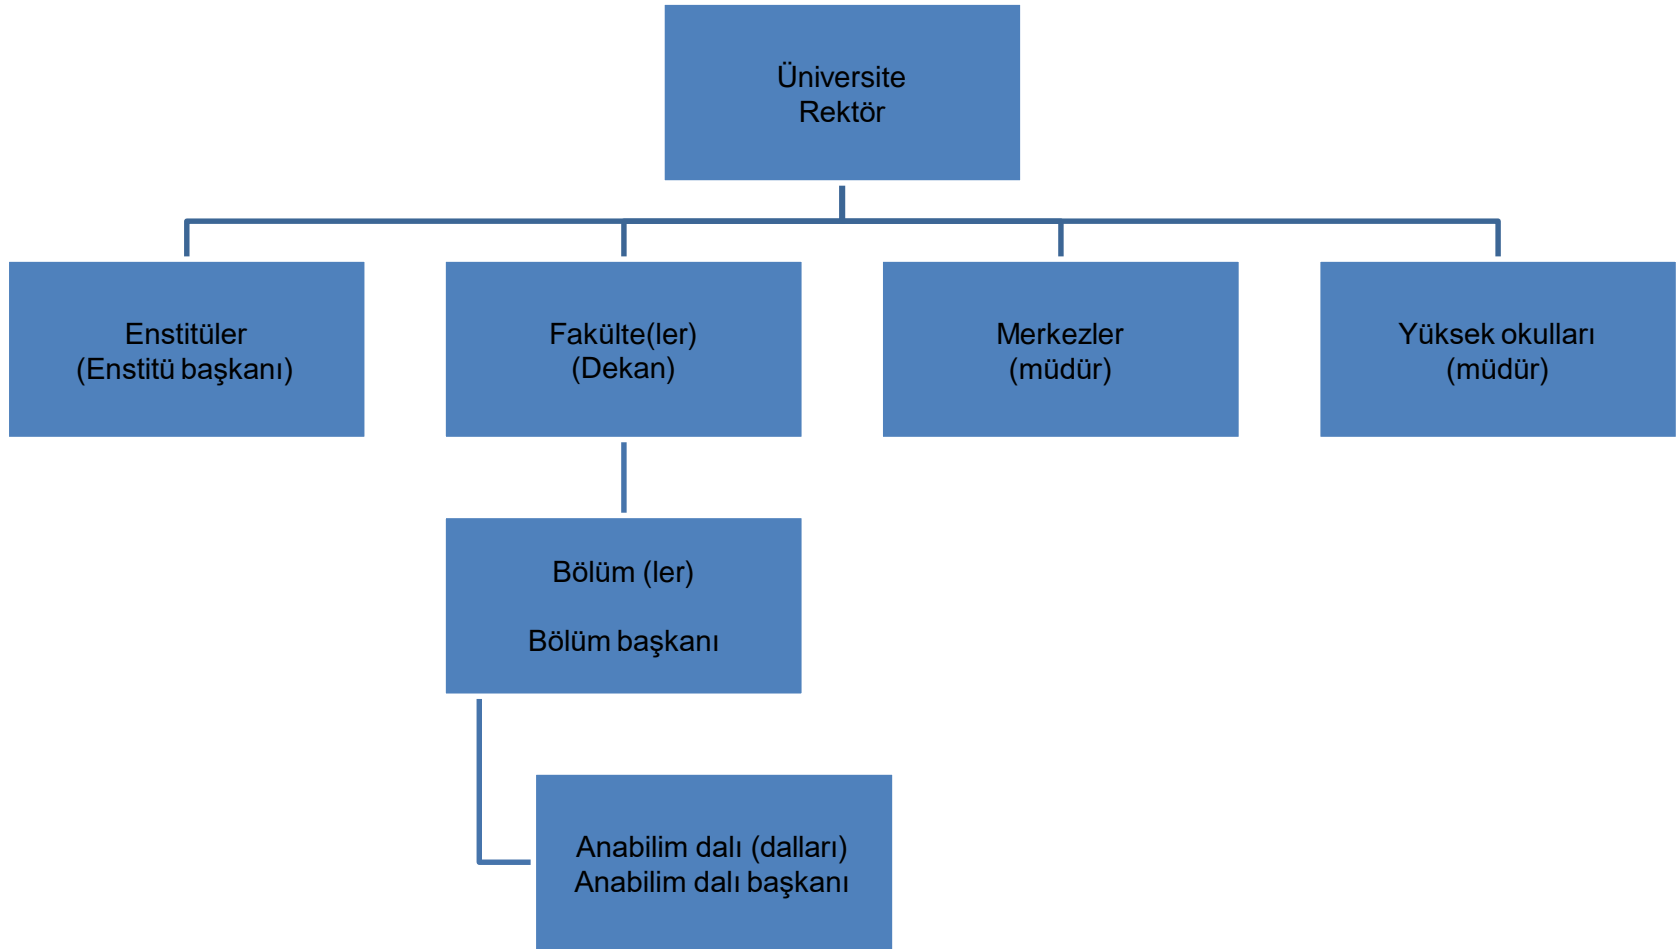 Üniversite
Rektör
Enstitüler
(Enstitü başkanı)
Fakülte(ler)
(Dekan)
Merkezler
(müdür)
Yüksek okulları
(müdür)
Bölüm (ler)
Bölüm başkanı
Anabilim dalı (dalları)
Anabilim dalı başkanı